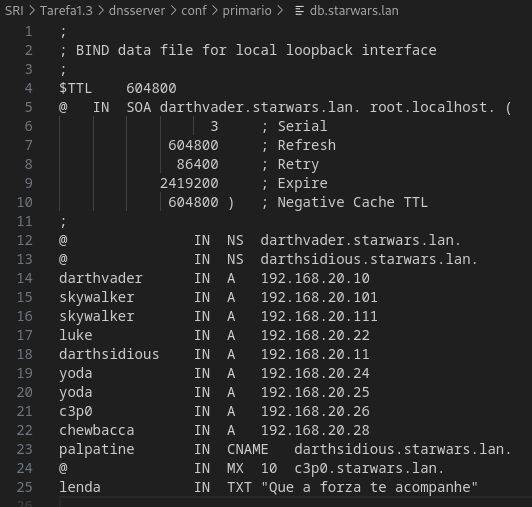 SRI > Tarefa1.3 > dnsserver > conf > primario > db.starwars.lan
1 ;
2 ; BIND data file for local loopback interface
3 ;
4 $TTL    604800
5 @   IN  SOA darthvader.starwars.lan. root.localhost. (
6                   3     ; Serial
7              604800     ; Refresh
8               86400     ; Retry
9             2419200     ; Expire
10             604800 )   ; Negative Cache TTL
11 ;
12 @               IN  NS  darthvader.starwars.lan.
13 @               IN  NS  darthsidious.starwars.lan.
14 darthvader      IN  A   192.168.20.10
15 skywalker       IN  A   192.168.20.101
16 skywalker       IN  A   192.168.20.111
17 luke            IN  A   192.168.20.22
18 darthsidious    IN  A   192.168.20.11
19 yoda            IN  A   192.168.20.24
20 yoda            IN  A   192.168.20.25
21 c3p0            IN  A   192.168.20.26
22 chewbacca       IN  A   192.168.20.28
23 palpatine       IN  CNAME   darthsidious.starwars.lan.
24 @               IN  MX  10  c3p0.starwars.lan.
25 lenda           IN  TXT "Que a forza te acompanhe"
26